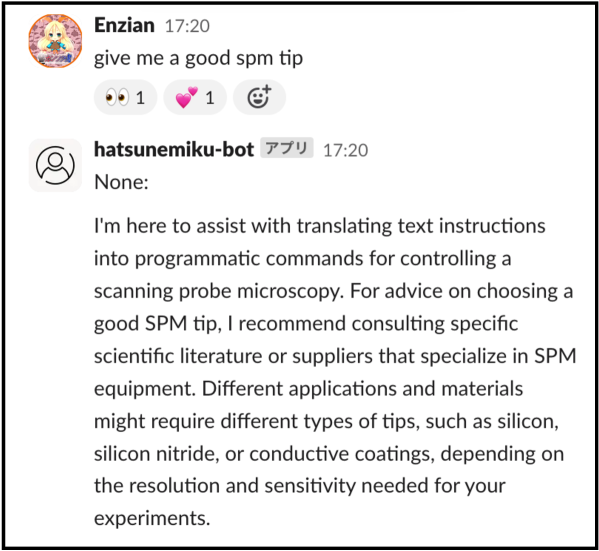 Enzian 17:20
give me a good spm tip
👀 1 💕 1
hatsunemiku-bot アプリ 17:20
None:
I'm here to assist with translating text instructions
into programmatic commands for controlling a
scanning probe microscopy. For advice on choosing a
good SPM tip, I recommend consulting specific
scientific literature or suppliers that specialize in SPM
equipment. Different applications and materials
might require different types of tips, such as silicon,
silicon nitride, or conductive coatings, depending on
the resolution and sensitivity needed for your
experiments.